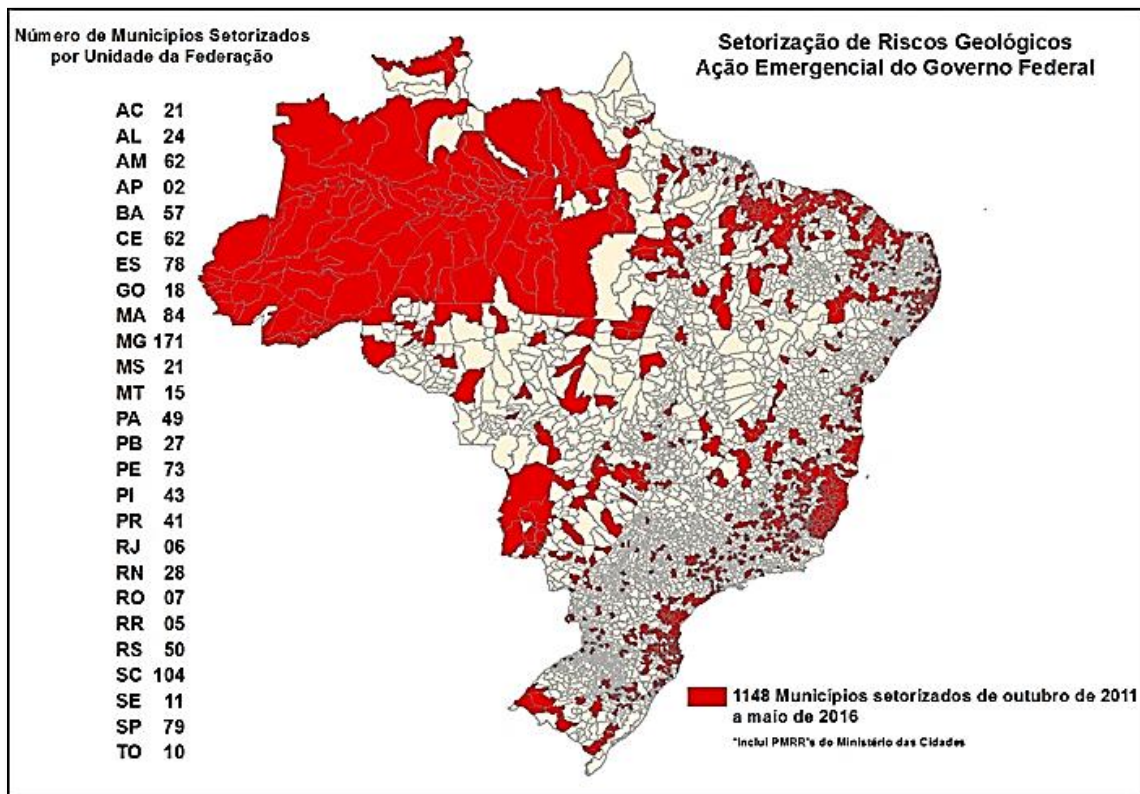 Número de Municípios Setorizados
por Unidade da Federação
Setorização de Riscos Geológicos
Ação Emergencial do Governo Federal
AC 21
AL 24
AM 62
AP 02
BA 57
CE 62
ES 78
GO 18
MA 84
MG 171
MS 21
MT 15
PA 49
PB 27
PE 73
PI 43
PR 41
RJ 06
RN 28
RO 07
RR 05
RS 50
SC 104
SE 11
SP 79
TO 10
1148 Municípios setorizados de outubro de 2011
a maio de 2016
*Inclui PMRR's do Ministério das Cidades